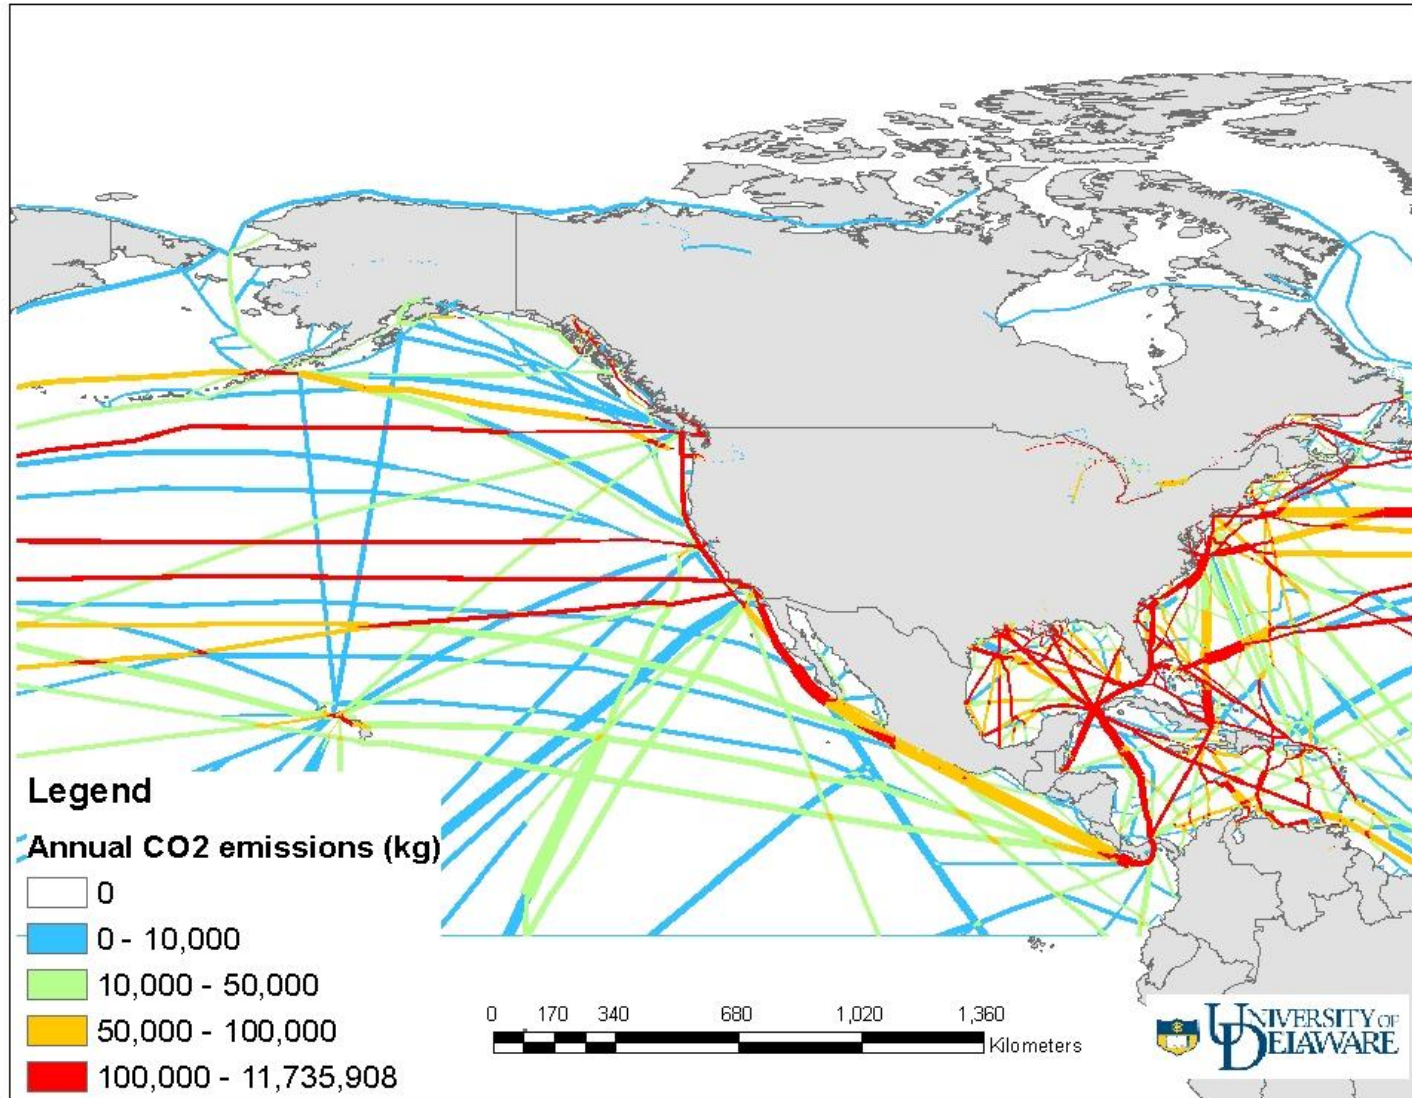 Legend
Annual CO2 emissions (kg)
0
0 - 10,000
10,000 - 50,000
50,000 - 100,000
100,000 - 11,735,908
0 170 340 680 1,020 1,360
Kilometers
UNIVERSITY OF
DELAWARE